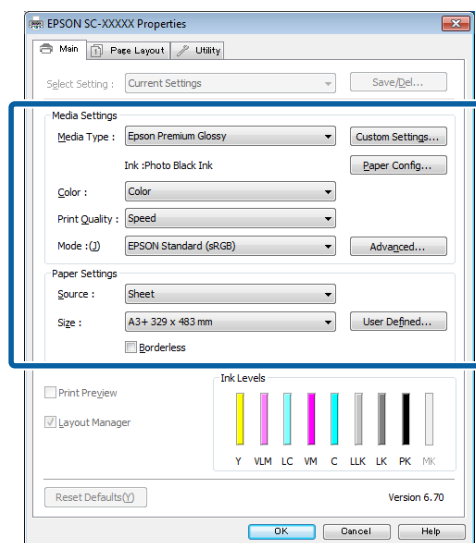 EPSON SC-XXXXX Properties
Main Page Layout Utility
Select Setting : Current Settings Save/Del...
Media Settings
Media Type : Epson Premium Glossy Custom Settings...
Ink :Photo Black Ink Paper Config...
Color : Color
Print Quality : Speed
Mode :(J) EPSON Standard (sRGB) Advanced...
Paper Settings
Source : Sheet
Size : A3+ 329 x 483 mm User Defined...
Borderless
Ink Levels
Print Preview
Layout Manager
Y VLM LC VM C LLK LK PK MK
Reset Defaults(Y) Version 6.70
OK Cancel Help